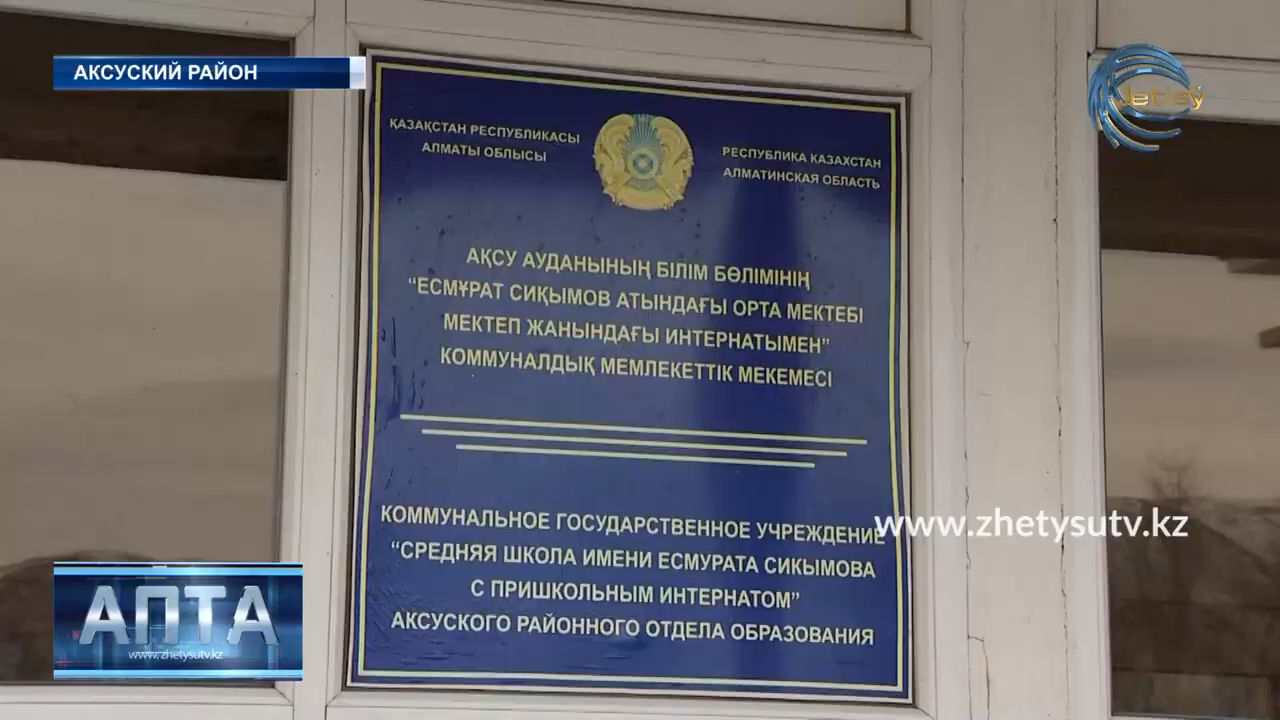 АКСУСКИЙ РАЙОН
Jetisý
ҚАЗАҚСТАН РЕСПУБЛИКАСЫ
АЛМАТЫ ОБЛЫСЫ
РЕСПУБЛИКА КАЗАХСТАН
АЛМАТИНСКАЯ ОБЛАСТЬ
АҚСУ АУДАНЫНЫҢ БІЛІМ БӨЛІМІНІҢ
“ЕСМҰРАТ СИҚЫМОВ АТЫНДАҒЫ ОРТА МЕКТЕБІ
МЕКТЕП ЖАНЫНДАҒЫ ИНТЕРНАТЫМЕН”
КОММУНАЛДЫҚ МЕМЛЕКЕТТІК МЕКЕМЕСІ
КОММУНАЛЬНОЕ ГОСУДАРСТВЕННОЕ УЧРЕЖДЕНИЕ
“СРЕДНЯЯ ШКОЛА ИМЕНИ ЕСМУРАТА СИКЫМОВА
С ПРИШКОЛЬНЫМ ИНТЕРНАТОМ”
АКСУСКОГО РАЙОННОГО ОТДЕЛА ОБРАЗОВАНИЯ
www.zhetysutv.kz
АПТА
www.zhetysutv.kz